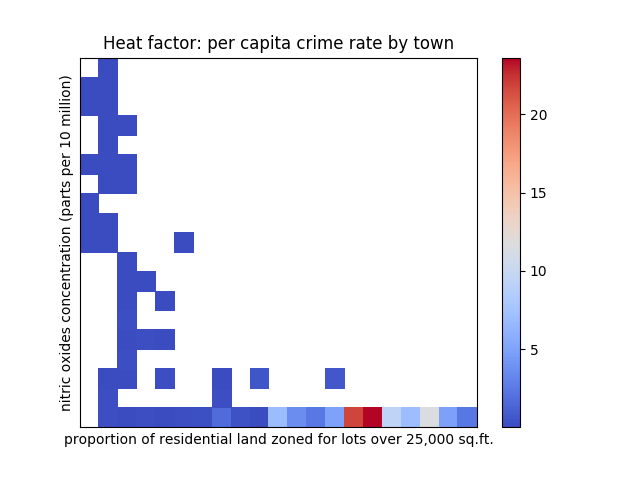 Heat factor: per capita crime rate by town
nitric oxides concentration (parts per 10 million)
20
15
10
5
proportion of residential land zoned for lots over 25,000 sq.ft.